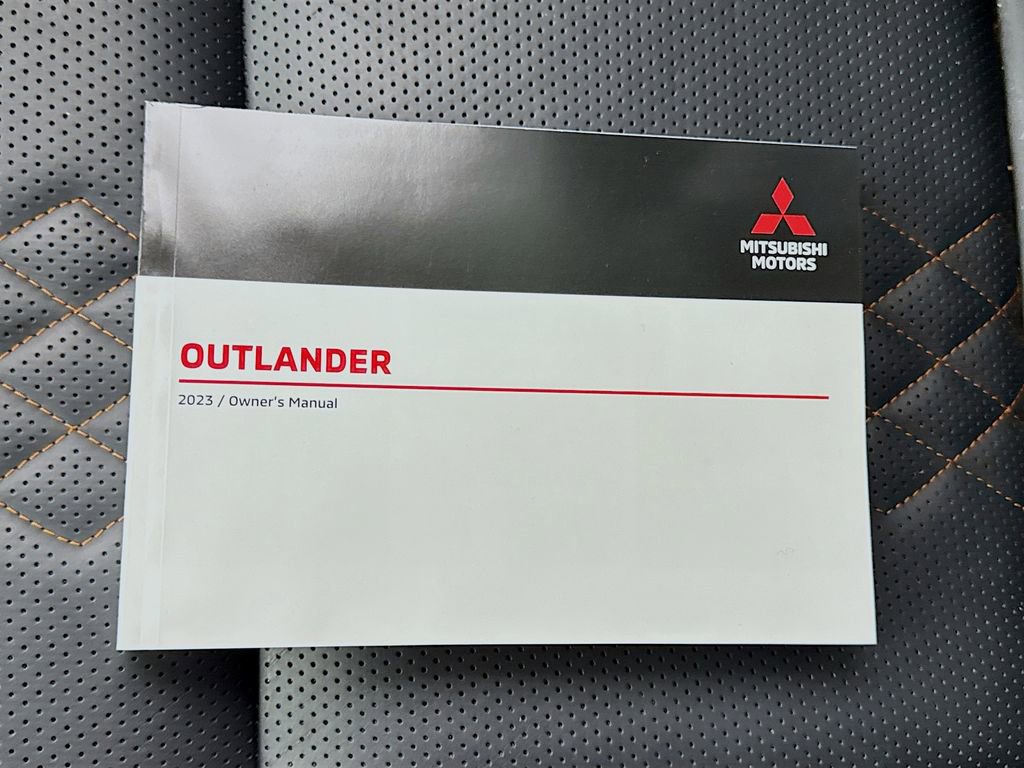 MITSUBISHI
MOTORS
OUTLANDER
2023 / Owner's Manual